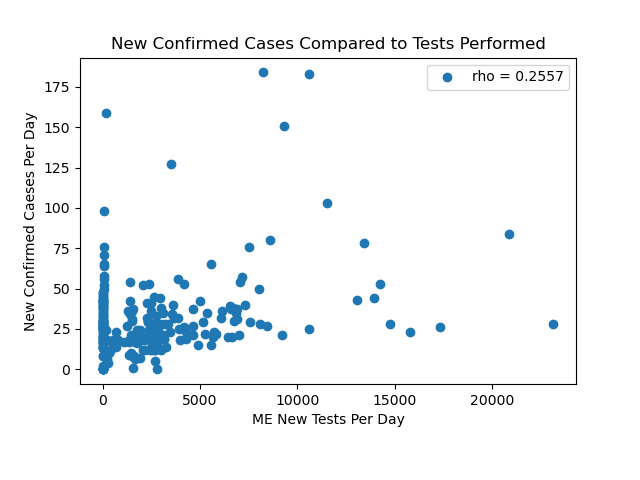 New Confirmed Cases Compared to Tests Performed
rho = 0.2557
175
150
125
100
75
50
25
0
New Confirmed Caeses Per Day
0 5000 10000 15000 20000
ME New Tests Per Day